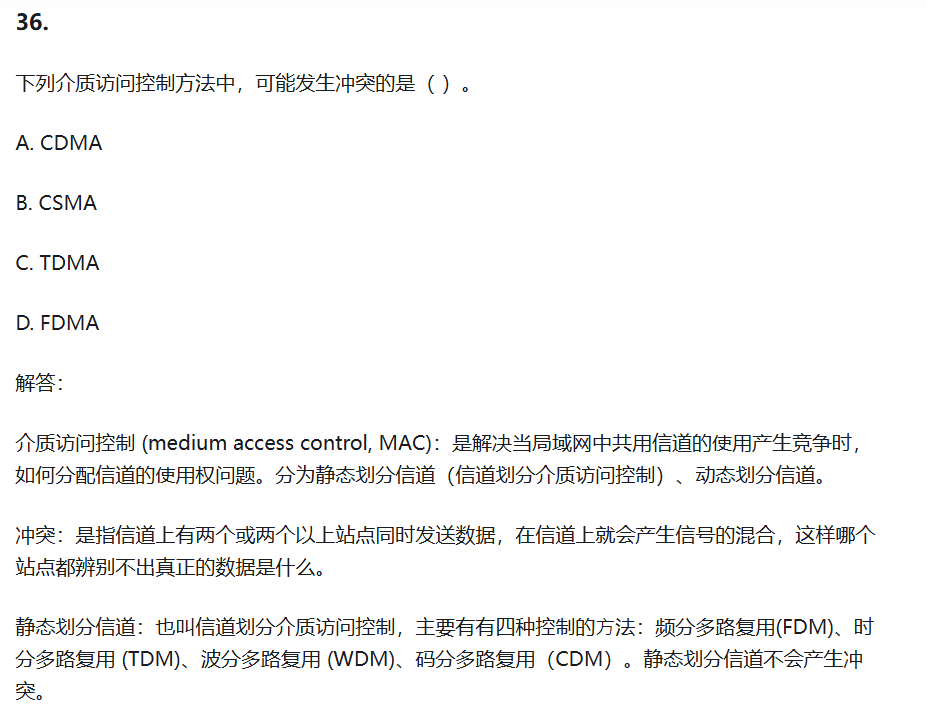 36.
下列介质访问控制方法中，可能发生冲突的是（ ）。
A. CDMA
B. CSMA
C. TDMA
D. FDMA
解答：
介质访问控制 (medium access control, MAC)：是解决当局域网中共用信道的使用产生竞争时，
如何分配信道的使用权问题。分为静态划分信道（信道划分介质访问控制）、动态划分信道。
冲突：是指信道上有两个或两个以上站点同时发送数据，在信道上就会产生信号的混合，这样哪个
站点都辨别不出真正的数据是什么。
静态划分信道：也叫信道划分介质访问控制，主要有有四种控制的方法：频分多路复用(FDM)、时
分多路复用 (TDM)、波分多路复用 (WDM)、码分多路复用（CDM）。静态划分信道不会产生冲
突。